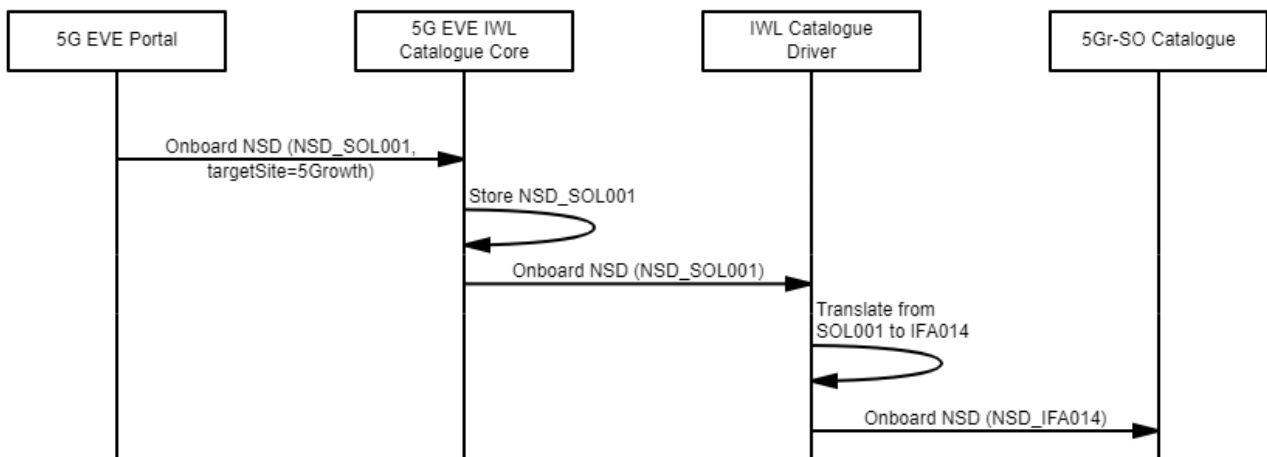 5G EVE Portal
5G EVE IWL
Catalogue Core
IWL Catalogue
Driver
5Gr-SO Catalogue
Onboard NSD (NSD_SOL001,
targetSite=5Growth)
Store NSD_SOL001
Onboard NSD (NSD_SOL001)
Translate from
SOL001 to IFA014
Onboard NSD (NSD_IFA014)